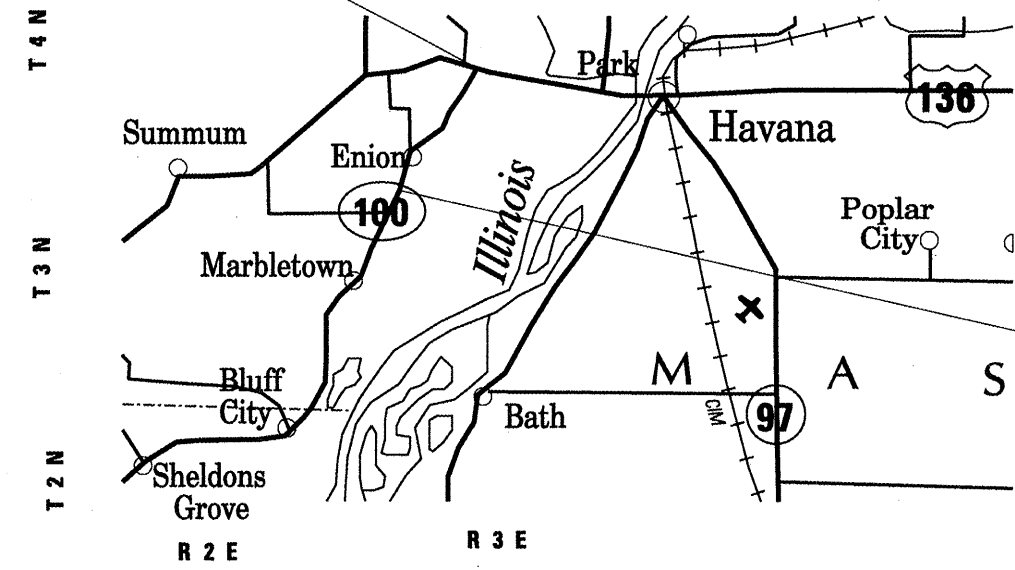 T 4 N
Park
136
Summum
Havana
Enion
Illinois
100
Poplar
City
T 3 N
Marbletown
M A S
Bluff
City
CIM
97
Bath
T 2 N
Sheldons
Grove
R 3 E
R 2 E